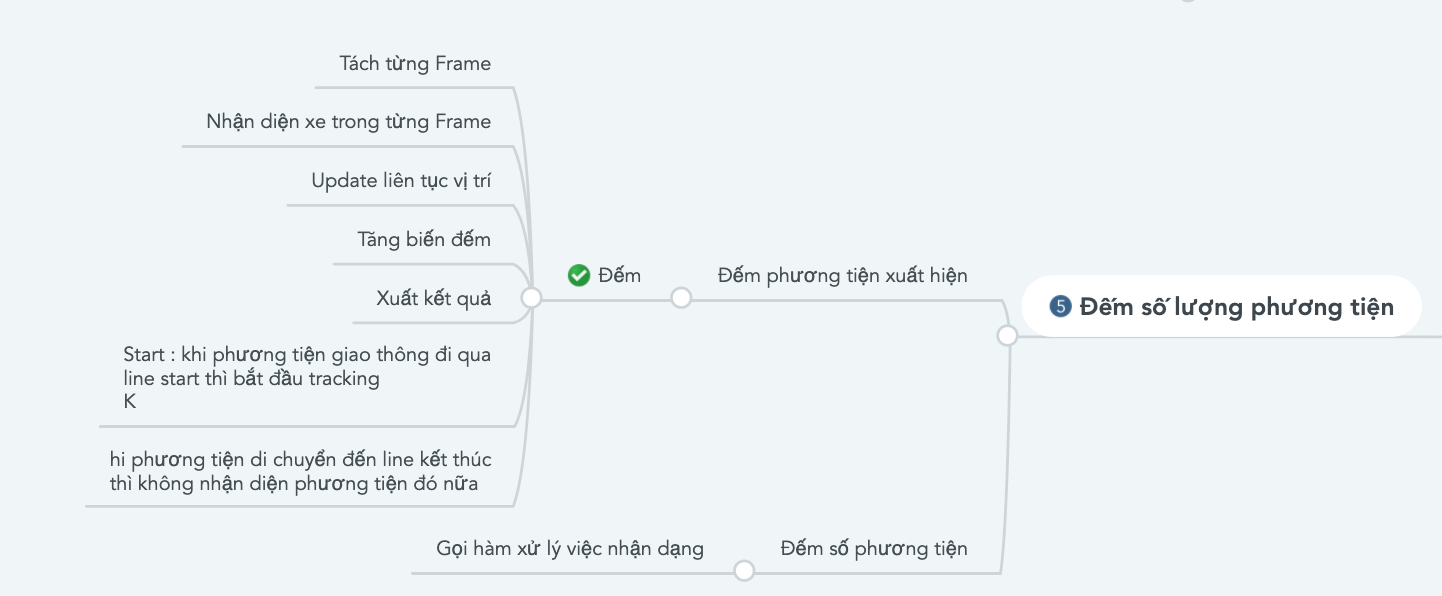 Tách từng Frame
Nhận diện xe trong từng Frame
Update liên tục vị trí
Tăng biến đếm
Xuất kết quả
Start : khi phương tiện giao thông đi qua
line start thì bắt đầu tracking
K
hi phương tiện di chuyển đến line kết thúc
thì không nhận diện phương tiện đó nữa
Đếm
Đếm phương tiện xuất hiện
5 Đếm số lượng phương tiện
Gọi hàm xử lý việc nhận dạng
Đếm số phương tiện